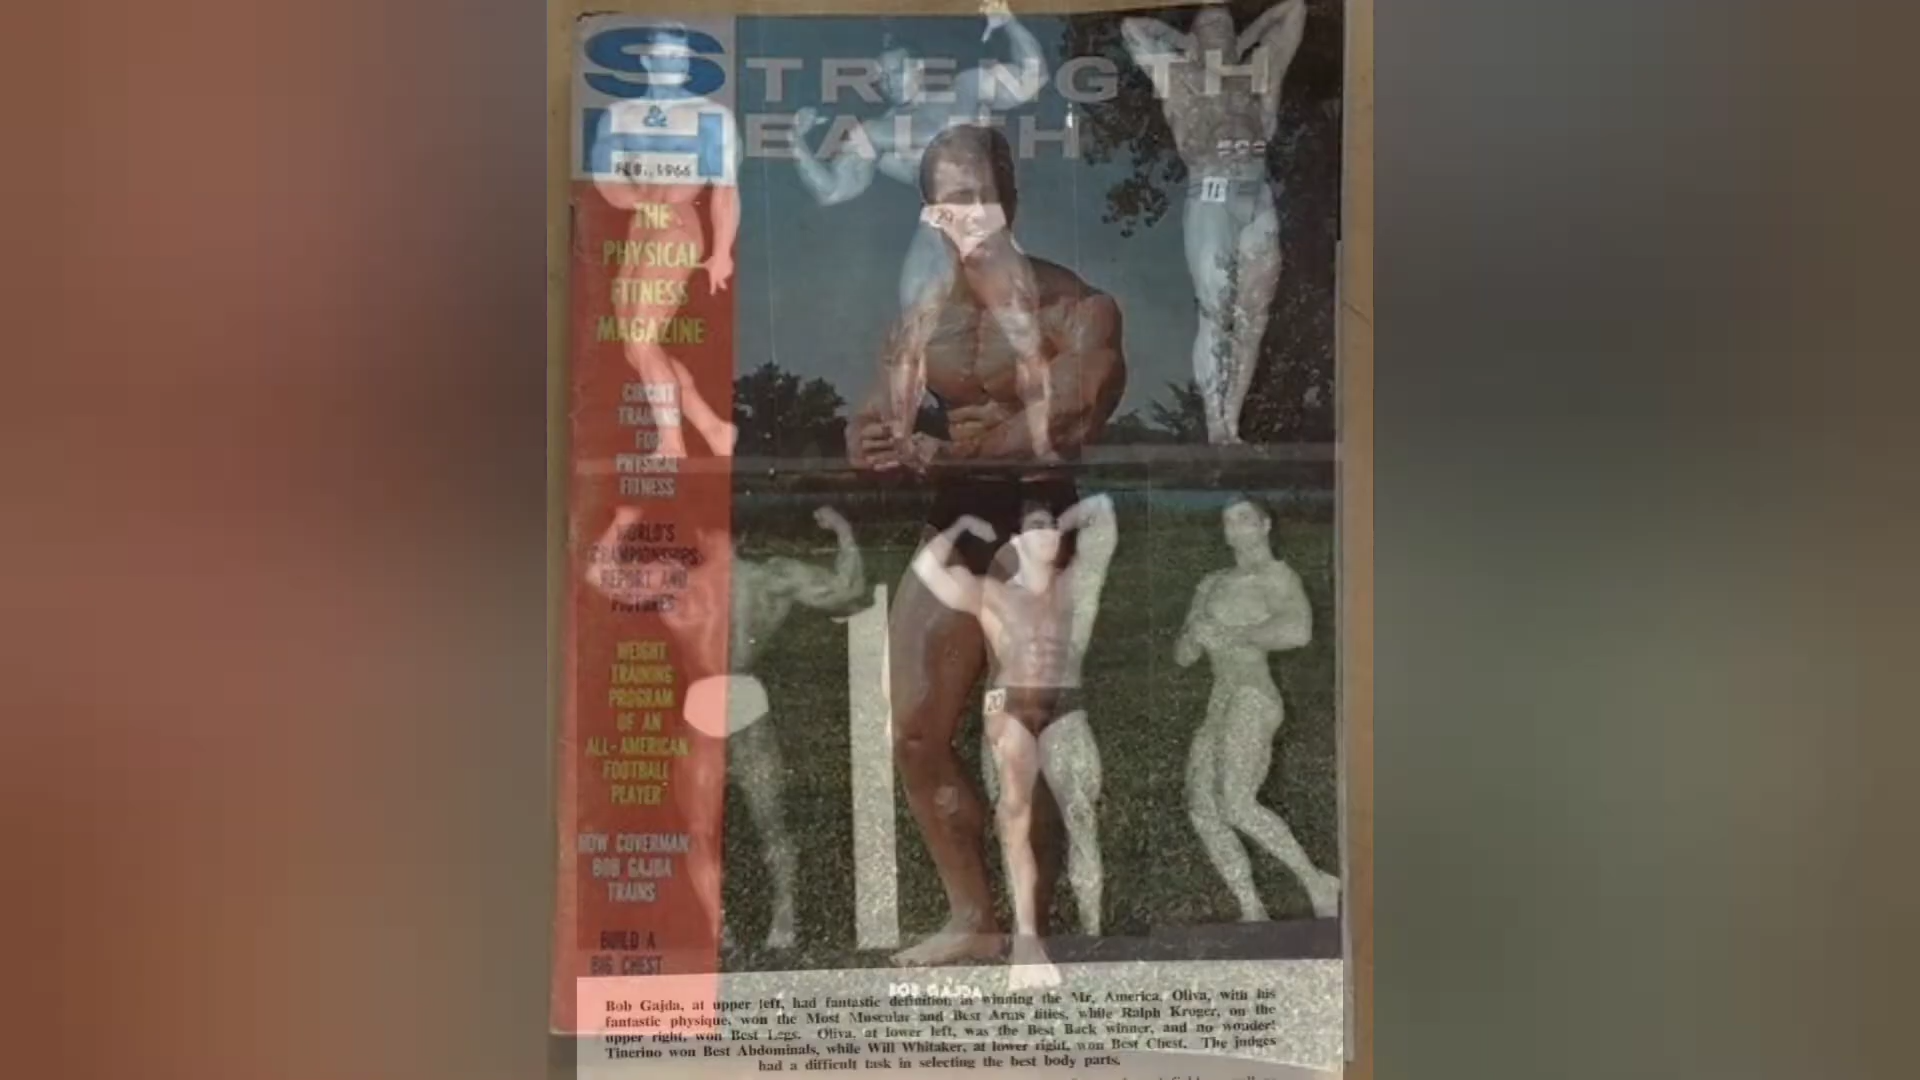 STRENGTH
&
HEALTH
FEB., 1966
THE
PHYSICAL
FITNESS
MAGAZINE
CIRCUIT
TRAINING
FOR
PHYSICAL
FITNESS
WORLD'S
CHAMPIONSHIPS
REPORT AND
PICTURES
WEIGHT
TRAINING
PROGRAM
OF AN
ALL-AMERICAN
FOOTBALL
PLAYER
HOW COVERMAN
BOB GAJDA
TRAINS
BUILD A
BIG CHEST
11
29
20
BOB GAJDA
Bob Gajda, at upper left, had fantastic definition in winning the Mr. America. Oliva, with his
fantastic physique, won the Most Muscular and Best Arms titles, while Ralph Kroger, on the
upper right, won Best Legs. Oliva, at lower left, was the Best Back winner, and no wonder!
Tinerino won Best Abdominals, while Will Whitaker, at lower right, won Best Chest. The judges
had a difficult task in selecting the best body parts.